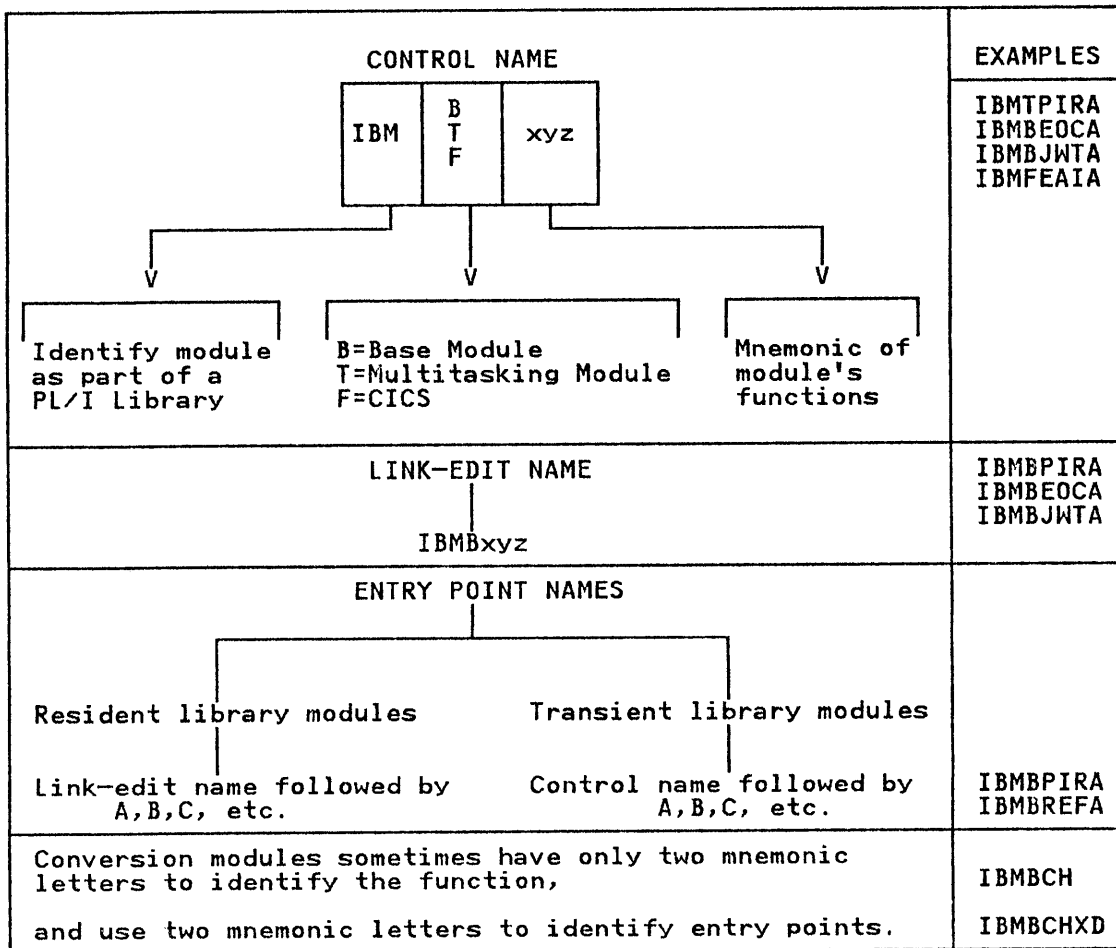 CONTROL NAME
IBM
B
T
F
xyz
V
V
V
Identify module
as part of a
PL/I Library
B=Base Module
T=Multitasking Module
F=CICS
Mnemonic of
module's
functions
EXAMPLES
IBMTPIRA
IBMBEOCA
IBMBJWTA
IBMFEAIA
LINK-EDIT NAME
IBMBxyz
IBMBPIRA
IBMBEOCA
IBMBJWTA
ENTRY POINT NAMES
Resident library modules
Link-edit name followed by
A,B,C, etc.
Transient library modules
Control name followed by
A,B,C, etc.
IBMBPIRA
IBMBREFA
Conversion modules sometimes have only two mnemonic
letters to identify the function,
IBMBCH
and use two mnemonic letters to identify entry points.
IBMBCHXD